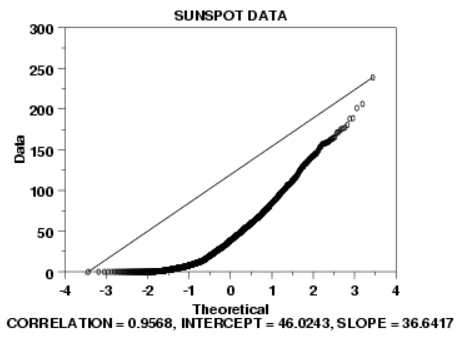 SUNSPOT DATA
300
250
200
150
100
50
0
Data
-4 -3 -2 -1 0 1 2 3 4
Theoretical
CORRELATION = 0.9568, INTERCEPT = 46.0243, SLOPE = 36.6417